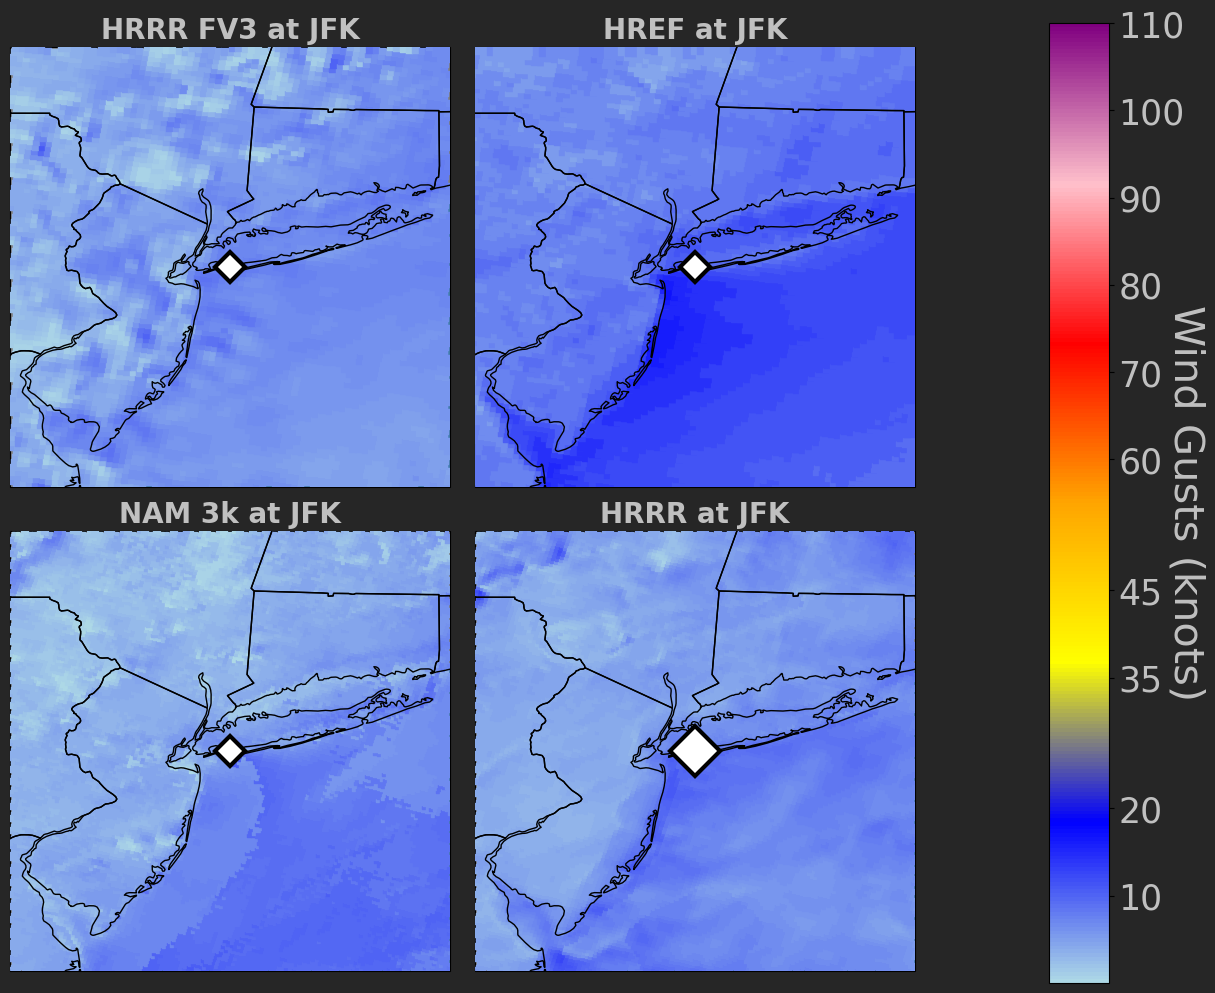 HRRR FV3 at JFK
HREF at JFK
NAM 3k at JFK
HRRR at JFK
110
100
90
80
70
60
45
35
20
10
Wind Gusts (knots)